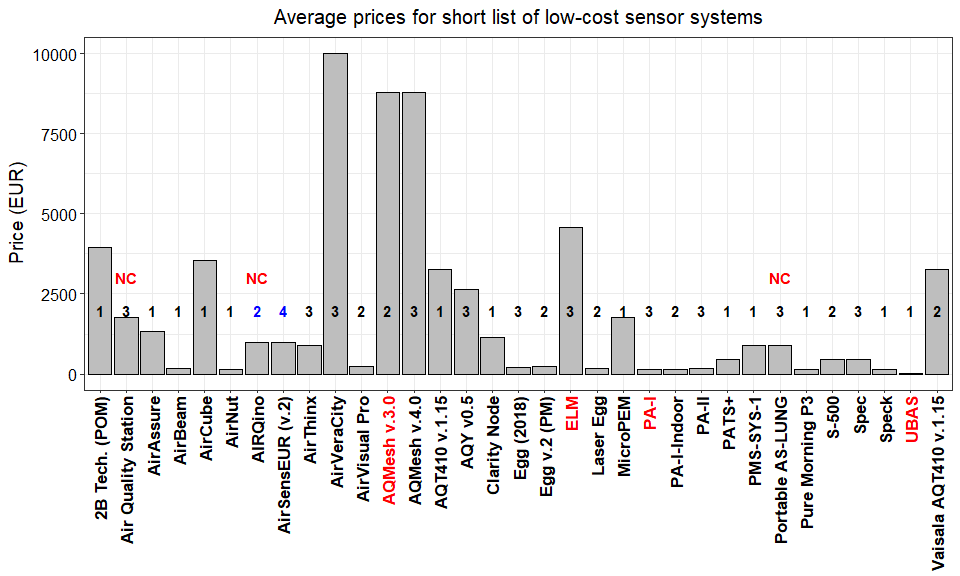 Average prices for short list of low-cost sensor systems
Price (EUR)
10000
7500
5000
2500
0
NC NC NC
1 3 1 1 1 1 2 4 3 3 2 2 3 1 3 1 3 2 3 2 1 3 2 3 1 1 3 1 2 3 1 1 2
2B Tech. (POM)
Air Quality Station
AirAssure
AirBeam
AirCube
AirNut
AIRQino
AirSensEUR (v.2)
AirThinx
AirVeraCity
AirVisual Pro
AQMesh v.3.0
AQMesh v.4.0
AQT410 v.1.15
AQY v0.5
Clarity Node
Egg (2018)
Egg v.2 (PM)
ELM
Laser Egg
MicroPEM
PA-I
PA-I-Indoor
PA-II
PATS+
PMS-SYS-1
Portable AS-LUNG
Pure Morning P3
S-500
Spec
Speck
UBAS
Vaisala AQT410 v.1.15